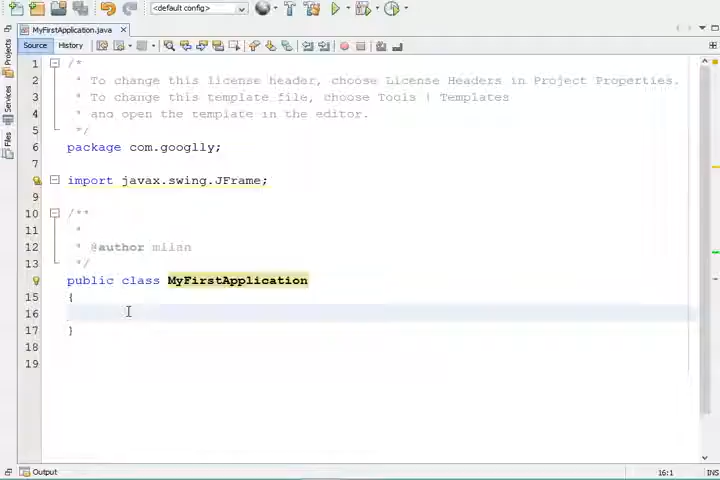 <default config>
MyFirstApplication.java
Source
History
Projects
Services
Files
1 /*
2 * To change this license header, choose License Headers in Project Properties.
3 * To change this template file, choose Tools | Templates
4 * and open the template in the editor.
5 */
6 package com.googlly;
7
import javax.swing.JFrame;
9
10 /**
11 *
12 * @author milan
13 */
public class MyFirstApplication
15 {
16
17 }
18
19
Output
16:1
INS